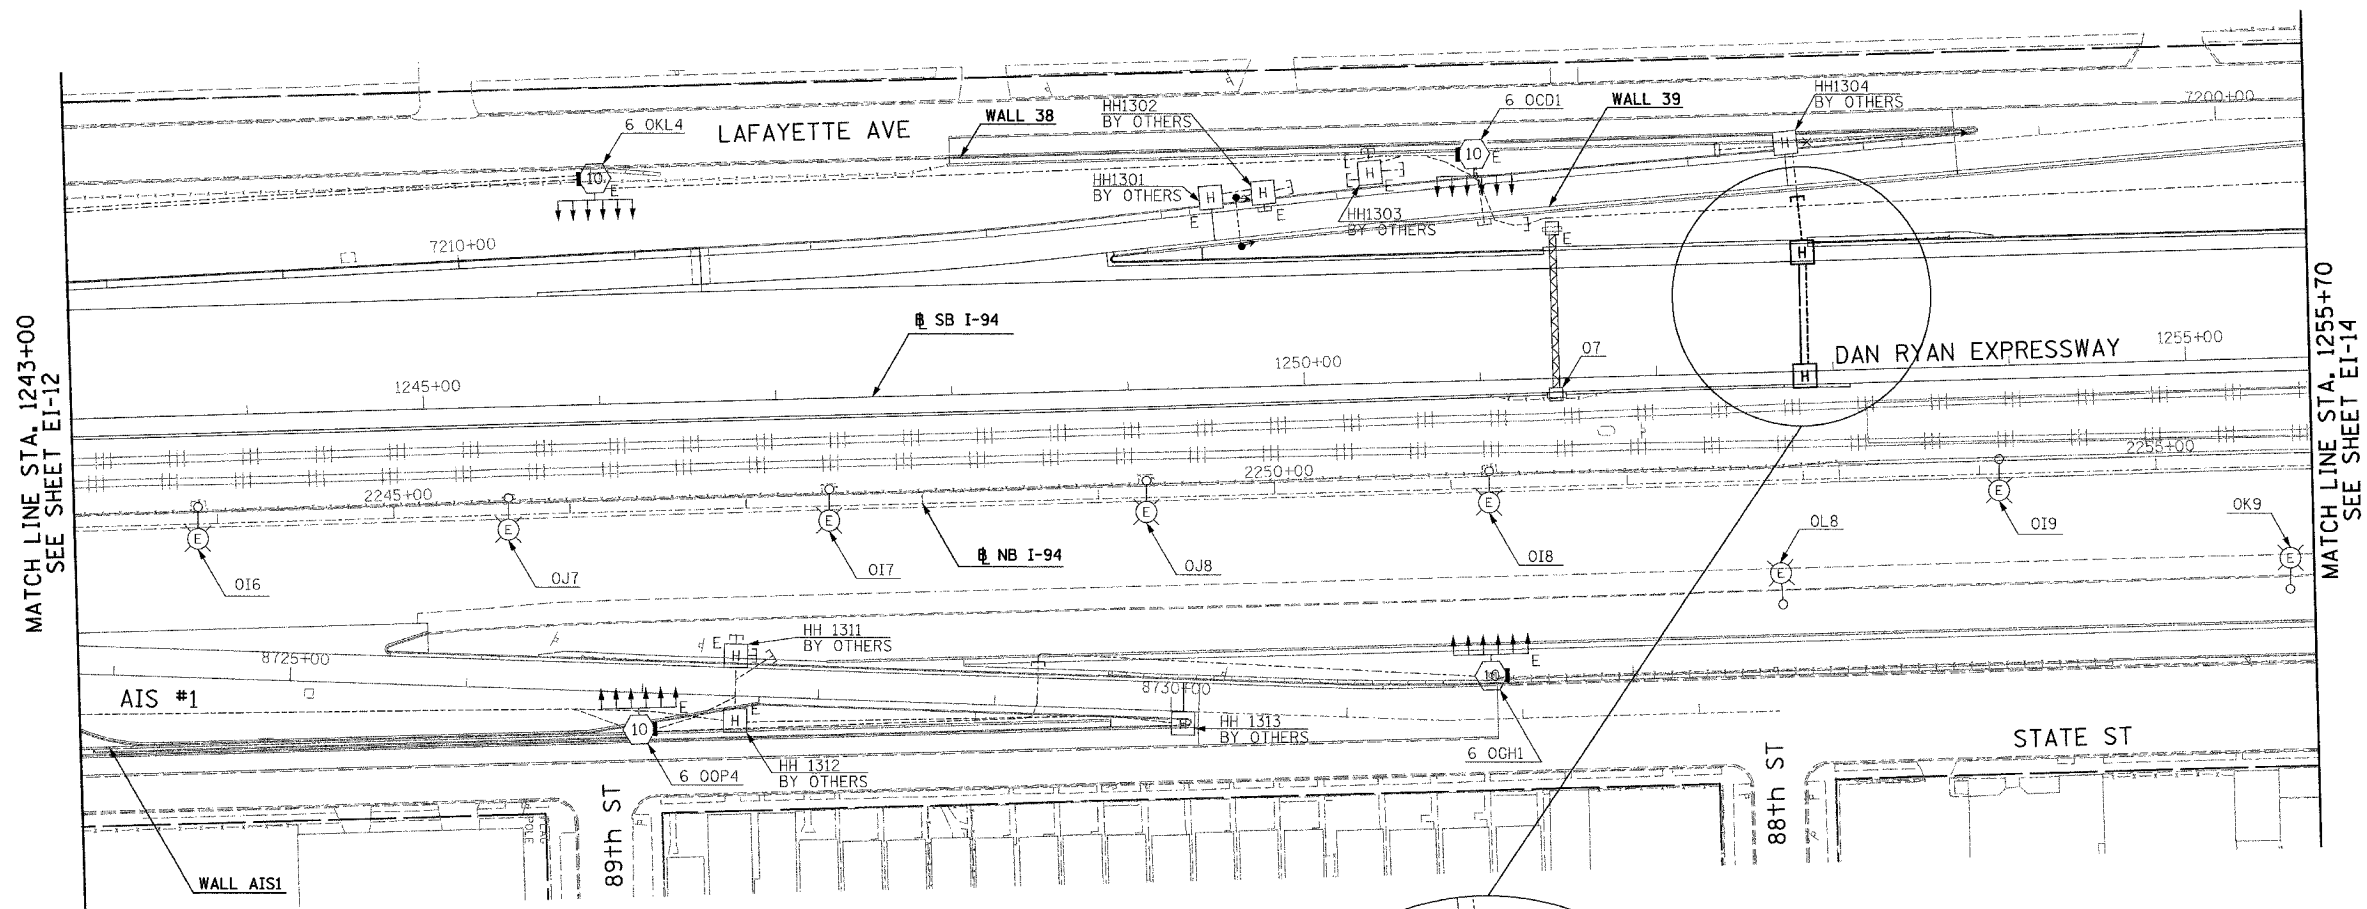 HH1304
BY OTHERS
7200+00
6 OCD1
WALL 39
HH1302
BY OTHERS
WALL 38
6 OKL4
LAFAYETTE AVE
10
E
10
E
H
HH1301
BY OTHERS
H
H
H
E
E
E
HH1303
BY OTHERS
7210+00
E
H
MATCH LINE STA. 1243+00
SEE SHEET EI-12
MATCH LINE STA. 1255+70
SEE SHEET EI-14
℄ SB I-94
O7
DAN RYAN EXPRESSWAY
1255+00
1250+00
1245+00
H
2255+00
2250+00
2245+00
E
E
E
E
E
E
E
E
OI6
OJ7
OI7
℄ NB I-94
OJ8
OI8
OL8
OI9
OK9
HH 1311
BY OTHERS
E
H
8725+00
E
10
8730+00
AIS #1
E
E
10
H
HH 1313
BY OTHERS
6 OGH1
HH 1312
BY OTHERS
6 OOP4
STATE ST
88th ST
89th ST
WALL AIS1